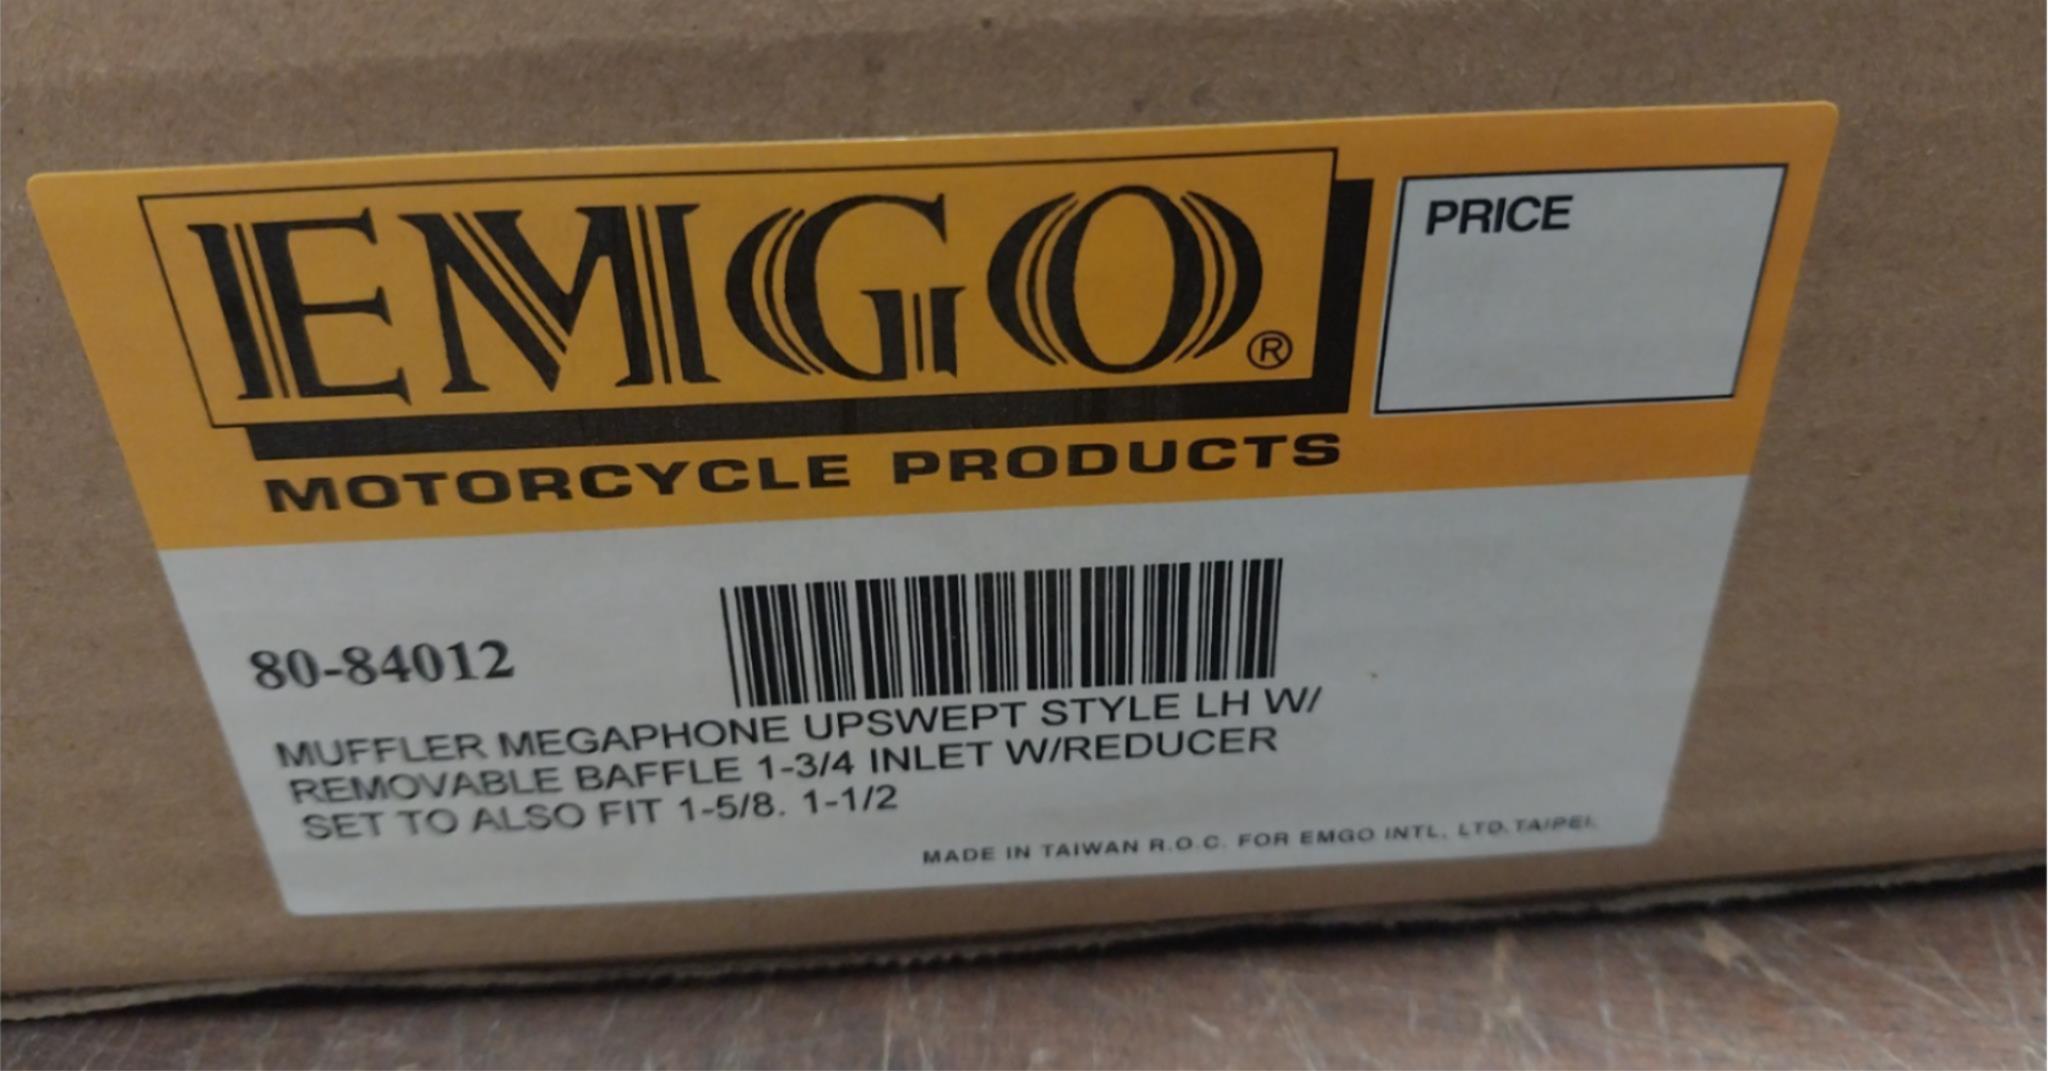 EMGO®
PRICE
MOTORCYCLE PRODUCTS
80-84012
MUFFLER MEGAPHONE UPSWEPT STYLE LH W/
REMOVABLE BAFFLE 1-3/4 INLET W/REDUCER
SET TO ALSO FIT 1-5/8. 1-1/2
MADE IN TAIWAN R.O.C. FOR EMGO INTL. LTD. TAIPEI.